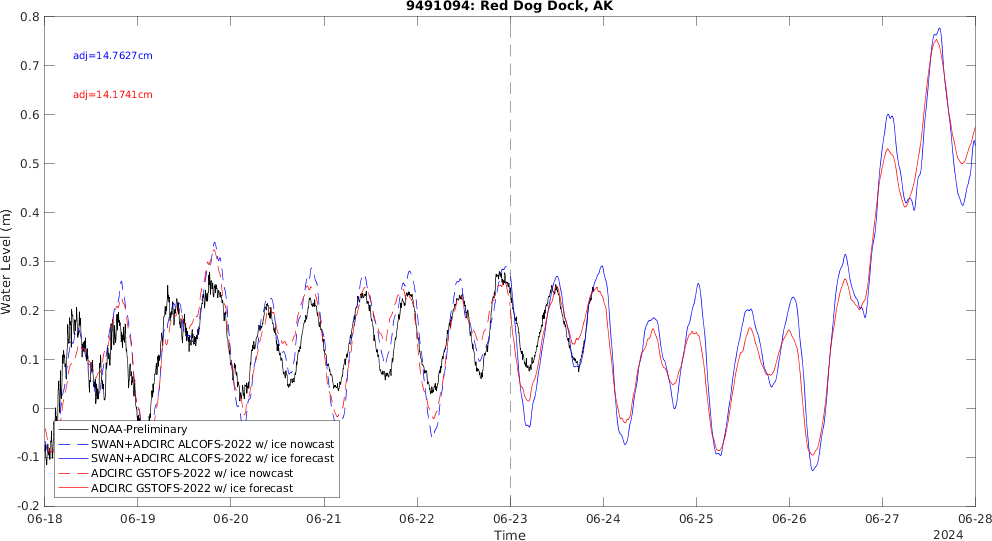 9491094: Red Dog Dock, AK
adj=14.7627cm
adj=14.1741cm
Water Level (m)
0.8
0.7
0.6
0.5
0.4
0.3
0.2
0.1
0
-0.1
-0.2
NOAA-Preliminary
SWAN+ADCIRC ALCOFS-2022 w/ ice nowcast
SWAN+ADCIRC ALCOFS-2022 w/ ice forecast
ADCIRC GSTOFS-2022 w/ ice nowcast
ADCIRC GSTOFS-2022 w/ ice forecast
06-18 06-19 06-20 06-21 06-22 06-23 06-24 06-25 06-26 06-27 06-28
Time
2024